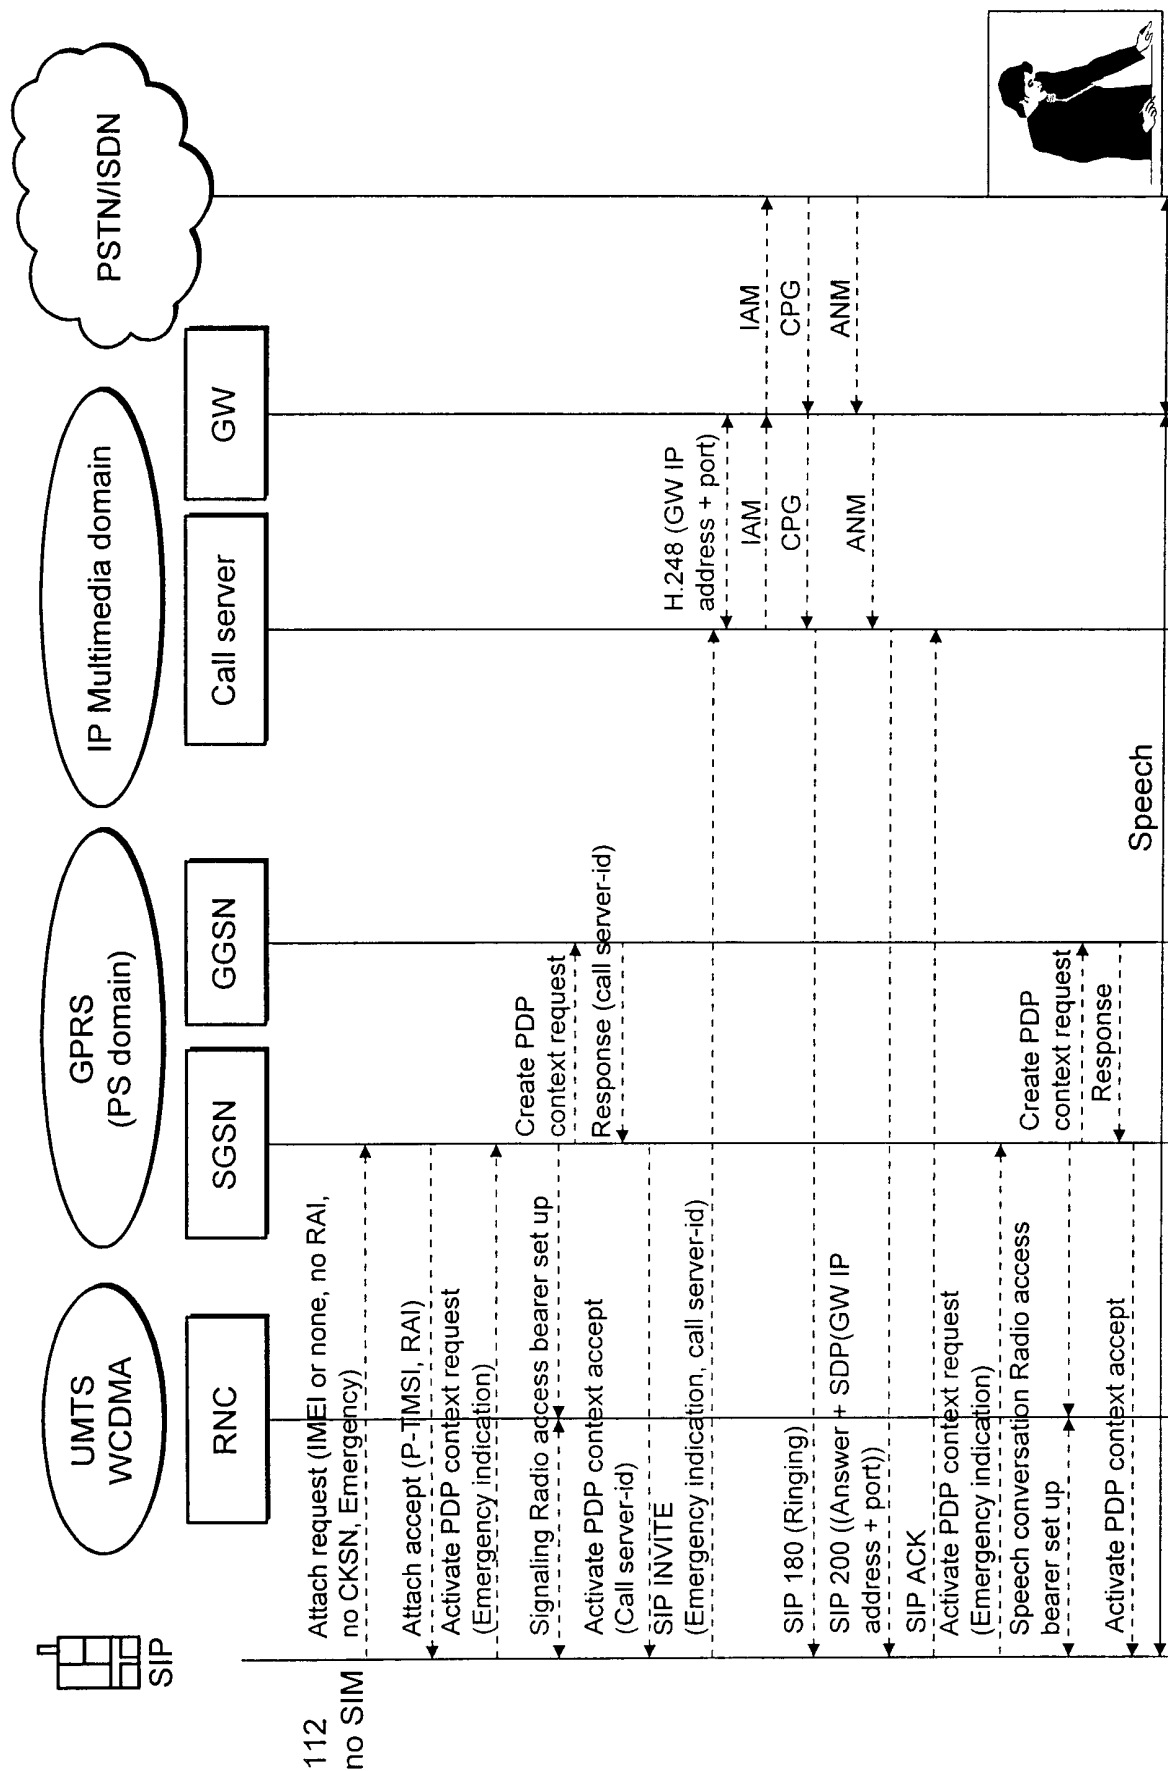 SIP
UMTS
WCDMA
GPRS
(PS domain)
IP Multimedia domain
PSTN/ISDN
RNC
SGSN
GGSN
Call server
GW
112
no SIM
Attach request (IMEI or none, no RAI,
no CKSN, Emergency)
Attach accept (P-TMSI, RAI)
Activate PDP context request
(Emergency indication)
Signaling Radio access bearer set up
Create PDP
context request
Response (call server-id)
Activate PDP context accept
(Call server-id)
SIP INVITE
(Emergency indication, call server-id)
H.248 (GW IP
address + port)
IAM
IAM
CPG
CPG
SIP 180 (Ringing)
ANM
ANM
SIP 200 ((Answer + SDP(GW IP
address + port))
SIP ACK
Activate PDP context request
(Emergency indication)
Speech conversation Radio access
bearer set up
Create PDP
context request
Response
Activate PDP context accept
Speech